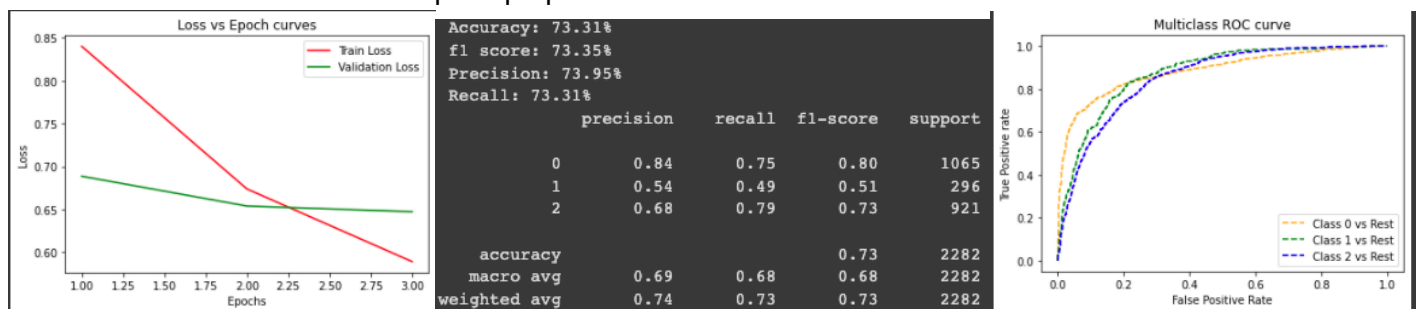 Loss vs Epoch curves
0.85
0.80
0.75
0.70
0.65
0.60
Loss
Train Loss
Validation Loss
1.00 1.25 1.50 1.75 2.00 2.25 2.50 2.75 3.00
Epochs
Accuracy: 73.31%
f1 score: 73.35%
Precision: 73.95%
Recall: 73.31%
precision recall f1-score support
0 0.84 0.75 0.80 1065
1 0.54 0.49 0.51 296
2 0.68 0.79 0.73 921
accuracy 0.73 2282
macro avg 0.69 0.68 0.68 2282
weighted avg 0.74 0.73 0.73 2282
Multiclass ROC curve
1.0
0.8
0.6
0.4
0.2
0.0
True Positive rate
Class 0 vs Rest
Class 1 vs Rest
Class 2 vs Rest
0.0 0.2 0.4 0.6 0.8 1.0
False Positive Rate